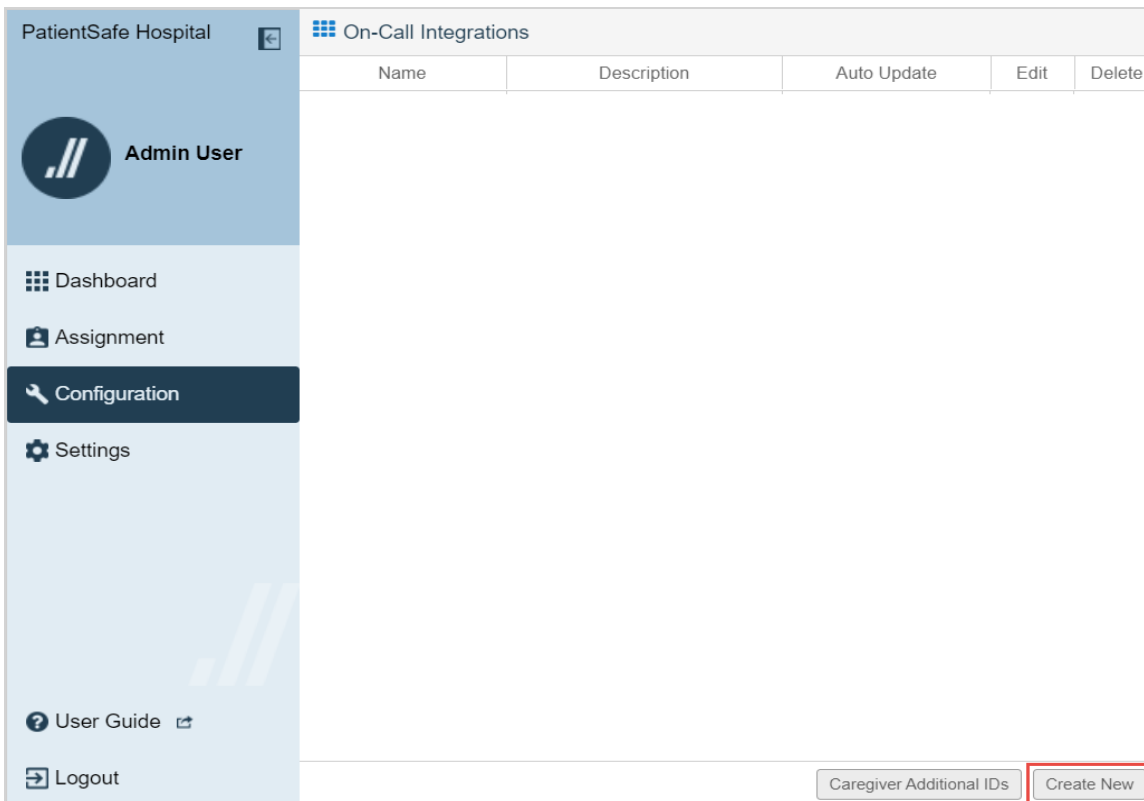 PatientSafe Hospital
Admin User
Dashboard
Assignment
Configuration
Settings
User Guide
Logout
On-Call Integrations
Name Description Auto Update Edit Delete
Caregiver Additional IDs Create New